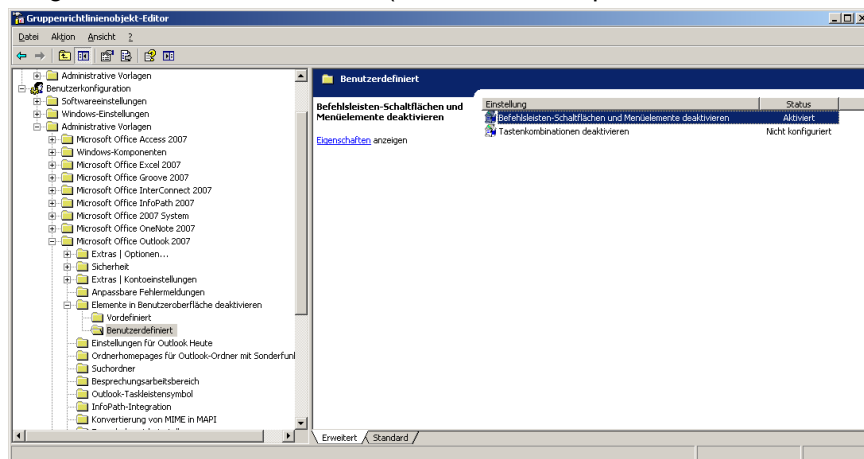 Gruppenrichtlinienobjekt-Editor
Datei Aktion Ansicht ?
Administrative Vorlagen
Benutzerkonfiguration
Softwareeinstellungen
Windows-Einstellungen
Administrative Vorlagen
Microsoft Office Access 2007
Windows-Komponenten
Microsoft Office Excel 2007
Microsoft Office Groove 2007
Microsoft Office InterConnect 2007
Microsoft Office InfoPath 2007
Microsoft Office 2007 System
Microsoft Office OneNote 2007
Microsoft Office Outlook 2007
Extras | Optionen...
Sicherheit
Extras | Kontoeinstellungen
Anpassbare Fehlermeldungen
Elemente in Benutzeroberfläche deaktivieren
Vordefiniert
Benutzerdefiniert
Einstellungen für Outlook Heute
Ordnerhomepages für Outlook-Ordner mit Sonderfunl
Suchordner
Besprechungsarbeitsbereich
Outlook-Taskleistensymbol
InfoPath-Integration
Konvertierung von MIME in MAPI
Benutzerdefiniert
Befehlsleisten-Schaltflächen und
Menüelemente deaktivieren
Eigenschaften anzeigen
Einstellung Status
Befehlsleisten-Schaltflächen und Menüelemente deaktivieren Aktiviert
Tastenkombinationen deaktivieren Nicht konfiguriert
Erweitert Standard